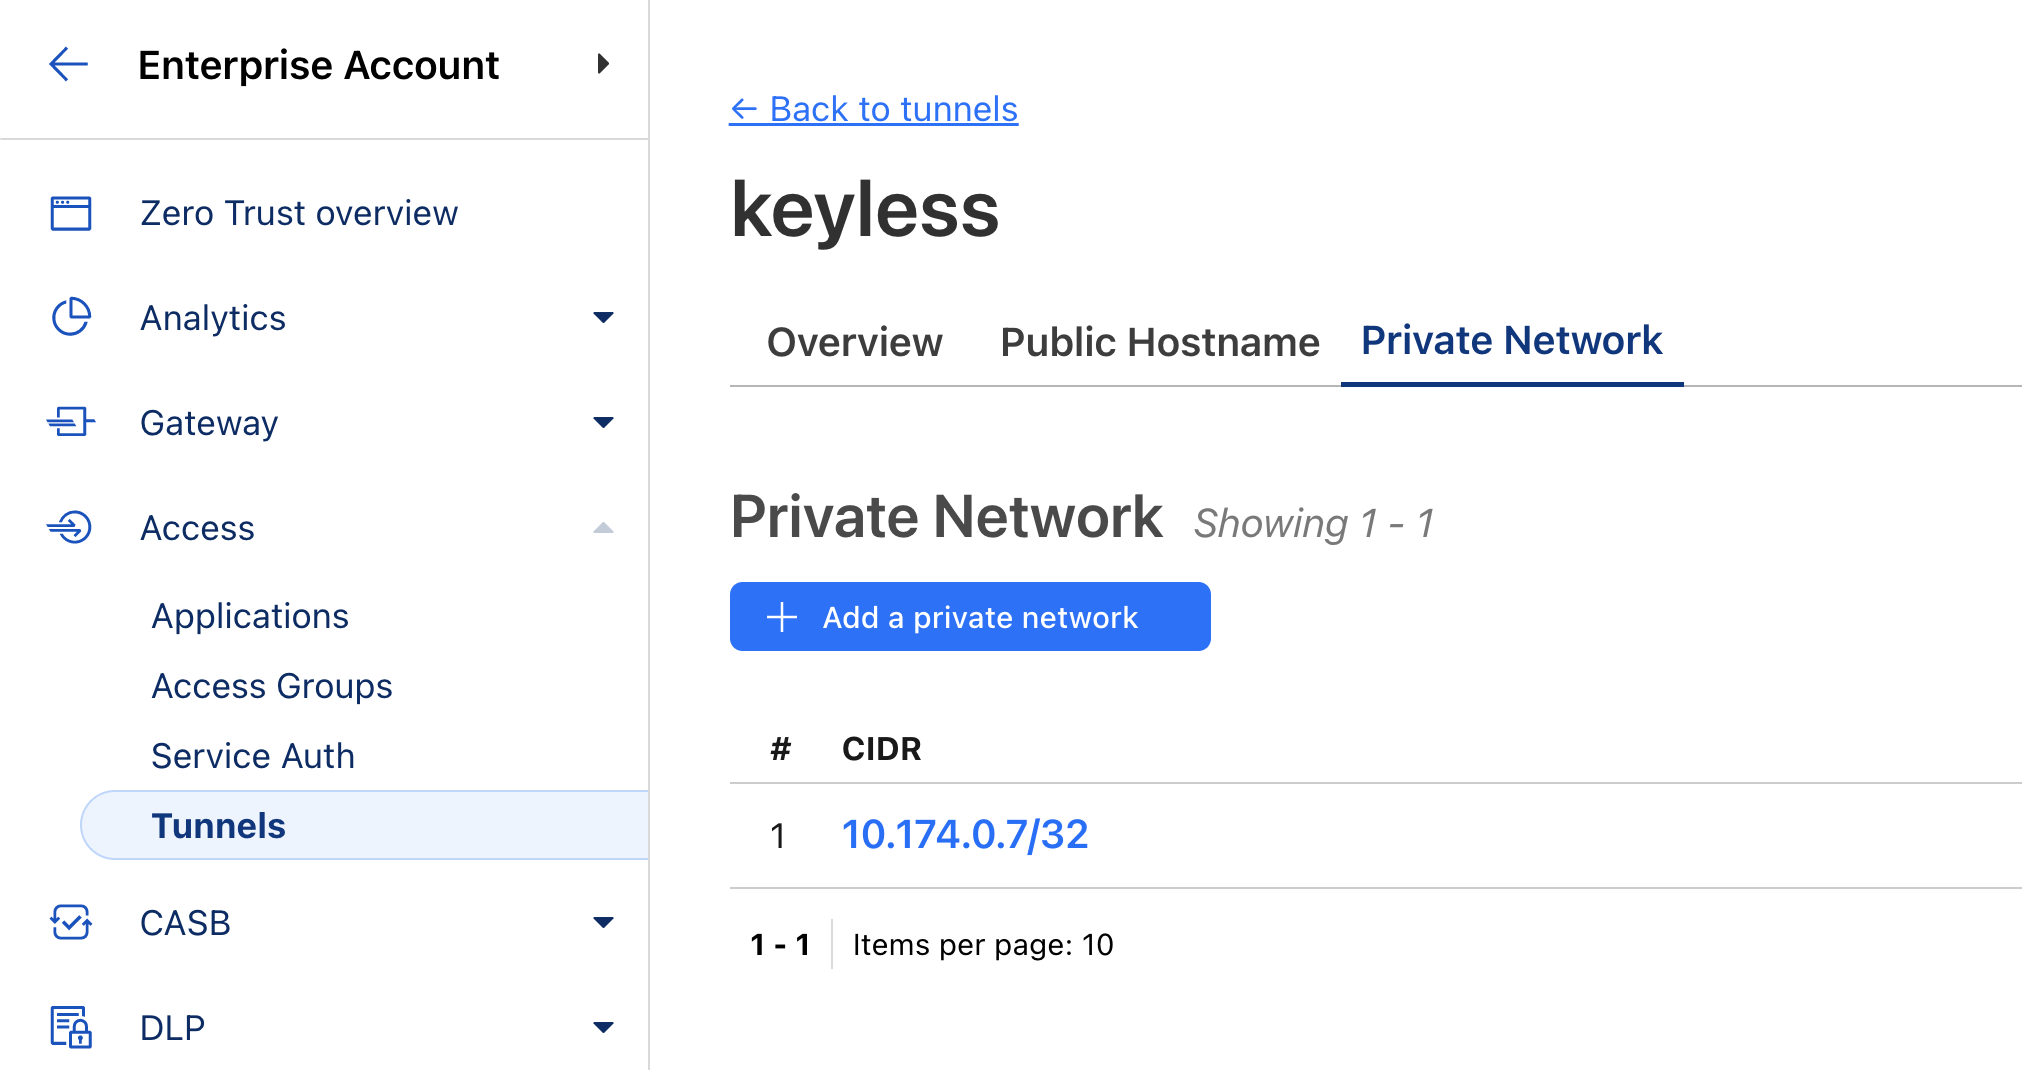 Enterprise Account
Zero Trust overview
Analytics
Gateway
Access
Applications
Access Groups
Service Auth
Tunnels
CASB
DLP
← Back to tunnels
keyless
Overview Public Hostname Private Network
Private Network Showing 1 - 1
+ Add a private network
# CIDR
1 10.174.0.7/32
1 - 1 Items per page: 10